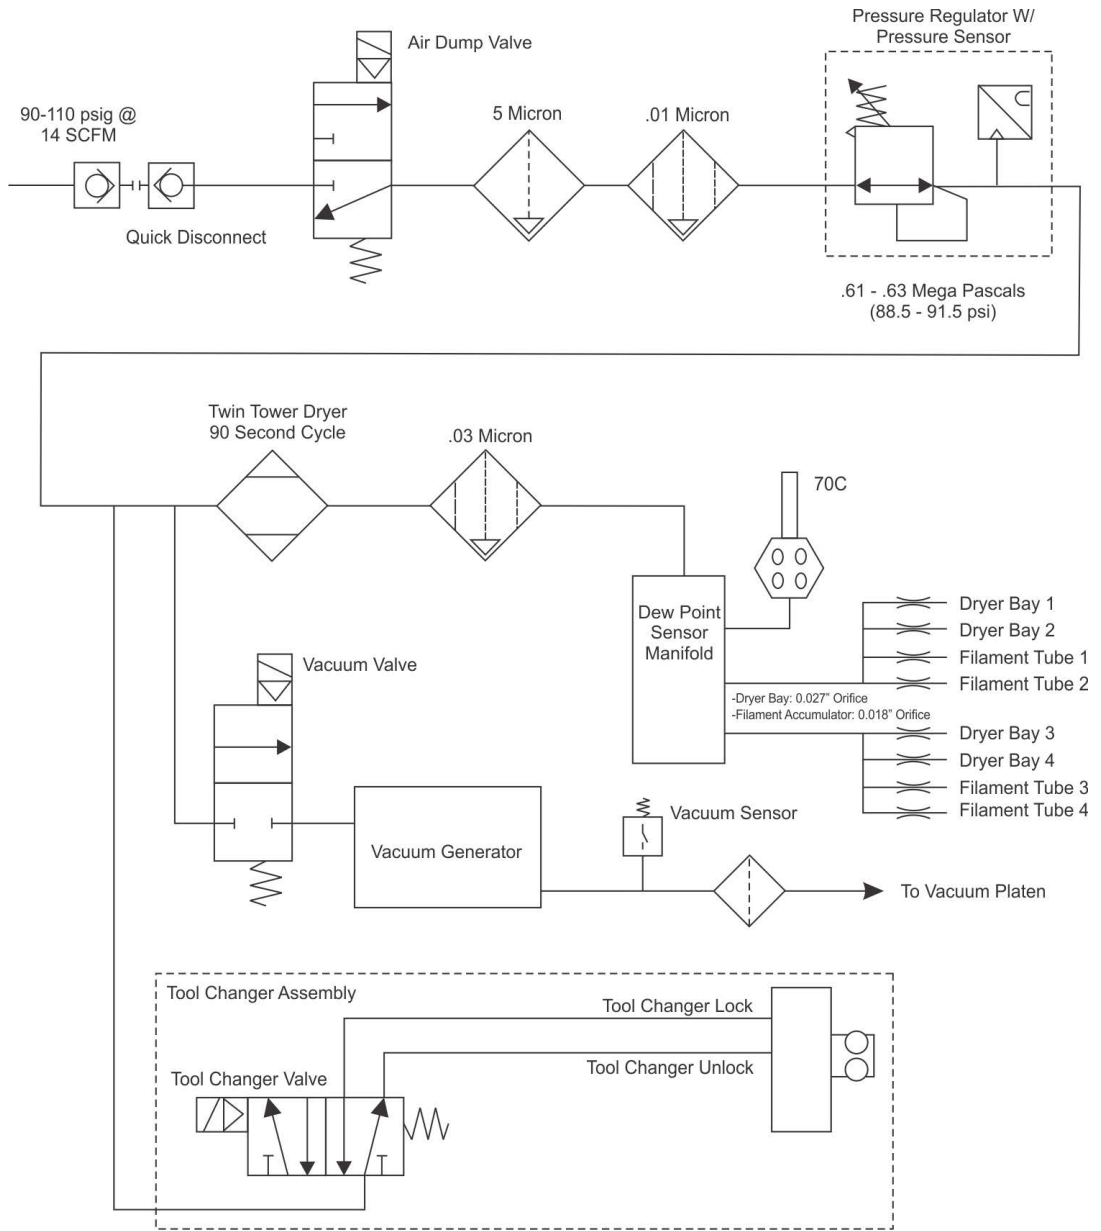 Pressure Regulator W/
Pressure Sensor
Air Dump Valve
90-110 psig @
14 SCFM
5 Micron
.01 Micron
Quick Disconnect
.61 - .63 Mega Pascals
(88.5 - 91.5 psi)
Twin Tower Dryer
90 Second Cycle
.03 Micron
70C
Dew Point
Sensor
Manifold
Dryer Bay 1
Dryer Bay 2
Filament Tube 1
Filament Tube 2
-Dryer Bay: 0.027” Orifice
-Filament Accumulator: 0.018” Orifice
Dryer Bay 3
Dryer Bay 4
Filament Tube 3
Filament Tube 4
Vacuum Valve
Vacuum Generator
Vacuum Sensor
To Vacuum Platen
Tool Changer Assembly
Tool Changer Lock
Tool Changer Unlock
Tool Changer Valve